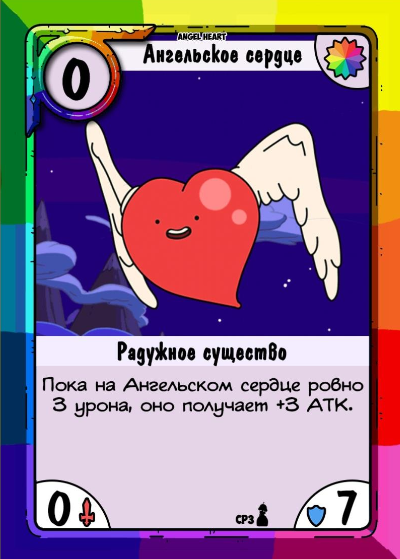 ANGEL HEART
0
Ангельское сердце
Радужное существо
Пока на Ангельском сердце ровно
3 урона, оно получает +3 АТК.
0
СР3
7